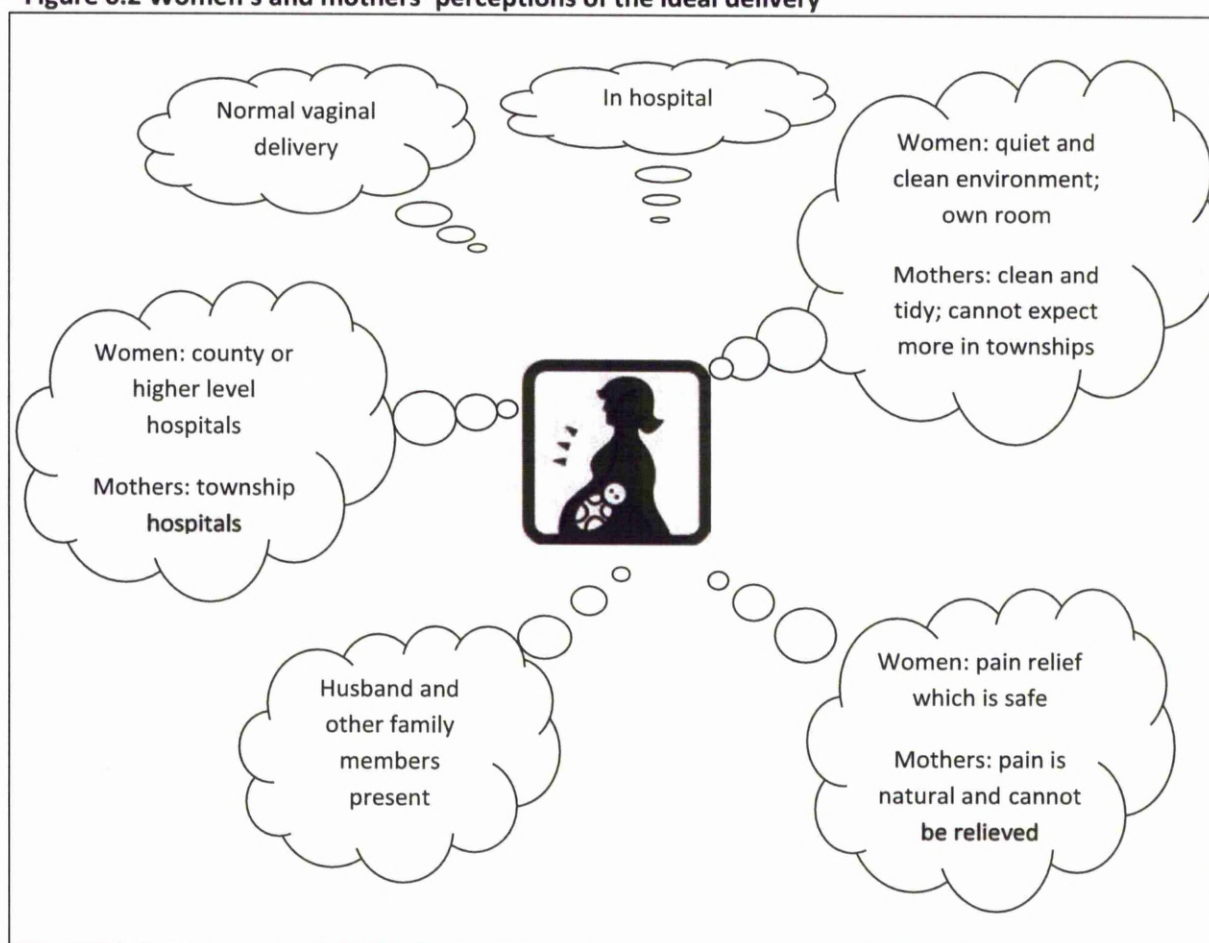 Figure 6.2 Women's and mothers' perceptions of the ideal delivery
Normal vaginal
delivery
In hospital
Women: quiet and
clean environment;
own room
Mothers: clean and
tidy; cannot expect
more in townships
Women: county or
higher level
hospitals
Mothers: township
hospitals
Husband and
other family
members
present
Women: pain relief
which is safe
Mothers: pain is
natural and cannot
be relieved